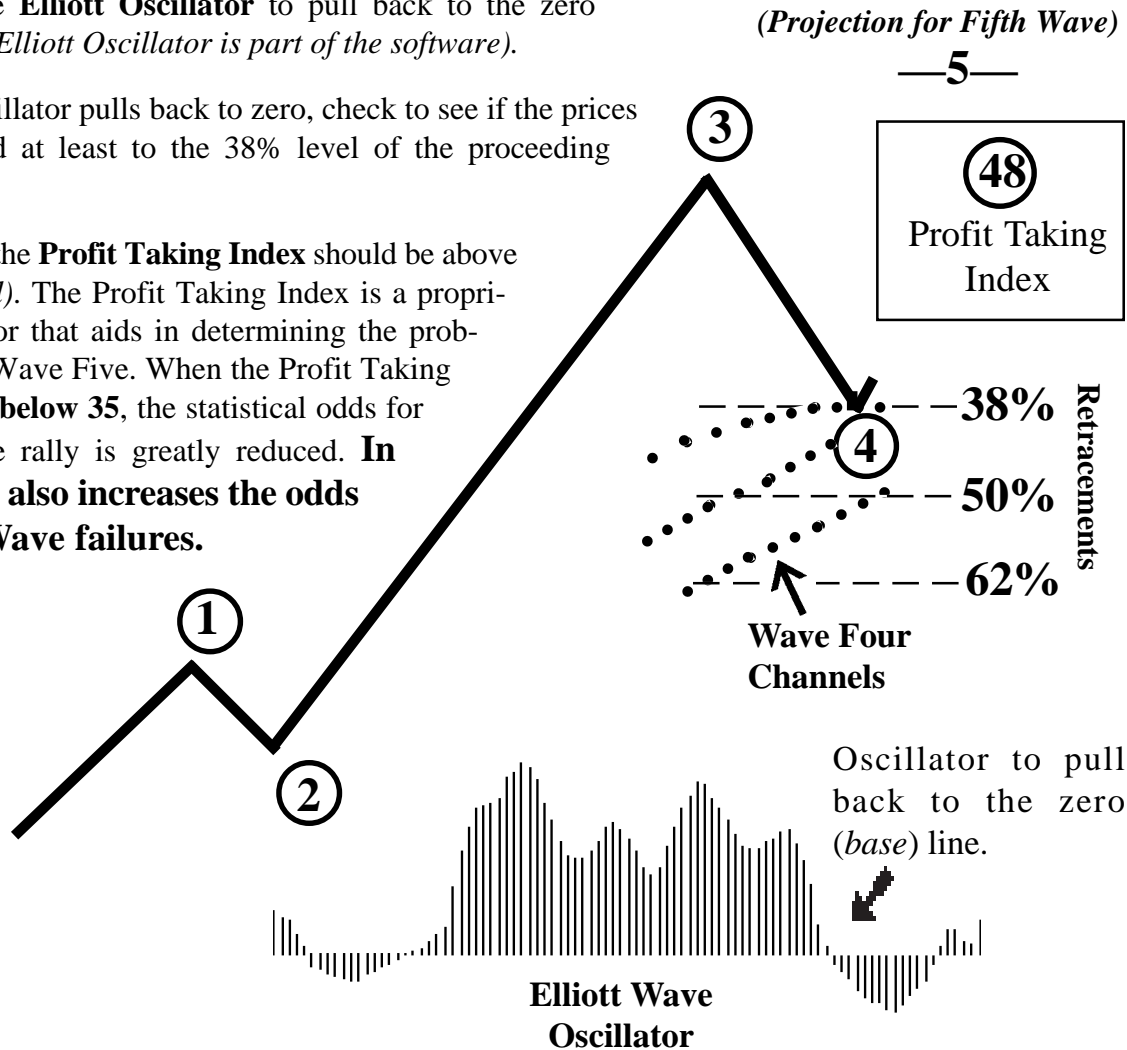 Elliott Oscillator to pull back to the zero
Elliott Oscillator is part of the software).
illator pulls back to zero, check to see if the prices
d at least to the 38% level of the proceeding
the Profit Taking Index should be above
l). The Profit Taking Index is a propri-
or that aids in determining the prob-
Wave Five. When the Profit Taking
below 35, the statistical odds for
e rally is greatly reduced. In
also increases the odds
Wave failures.
(Projection for Fifth Wave)
—5—
3
48
Profit Taking
Index
38%
4
50%
62%
Retracements
Wave Four
Channels
1
2
Oscillator to pull
back to the zero
(base) line.
Elliott Wave
Oscillator